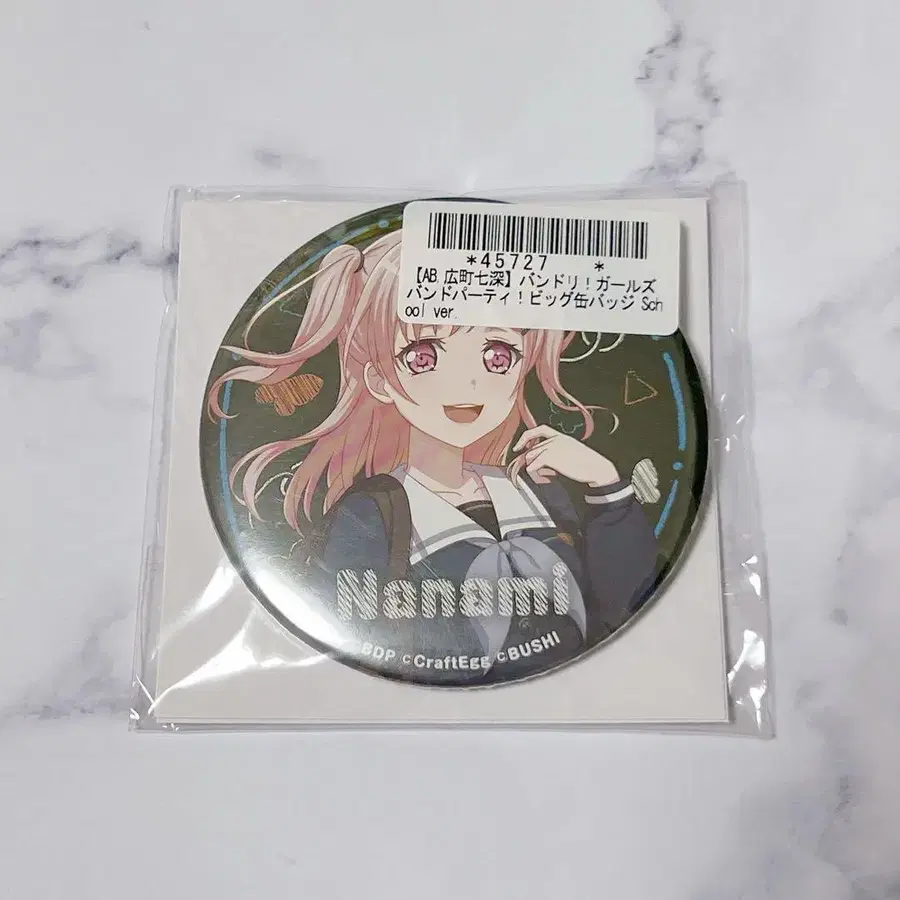 *45727 *
【AB.広町七深】バンドリ！ガールズ
バンドパーティ！ビッグ缶バッジ Sch
ool ver.
Nanami
BDP ©CraftEgg ©BUSHI